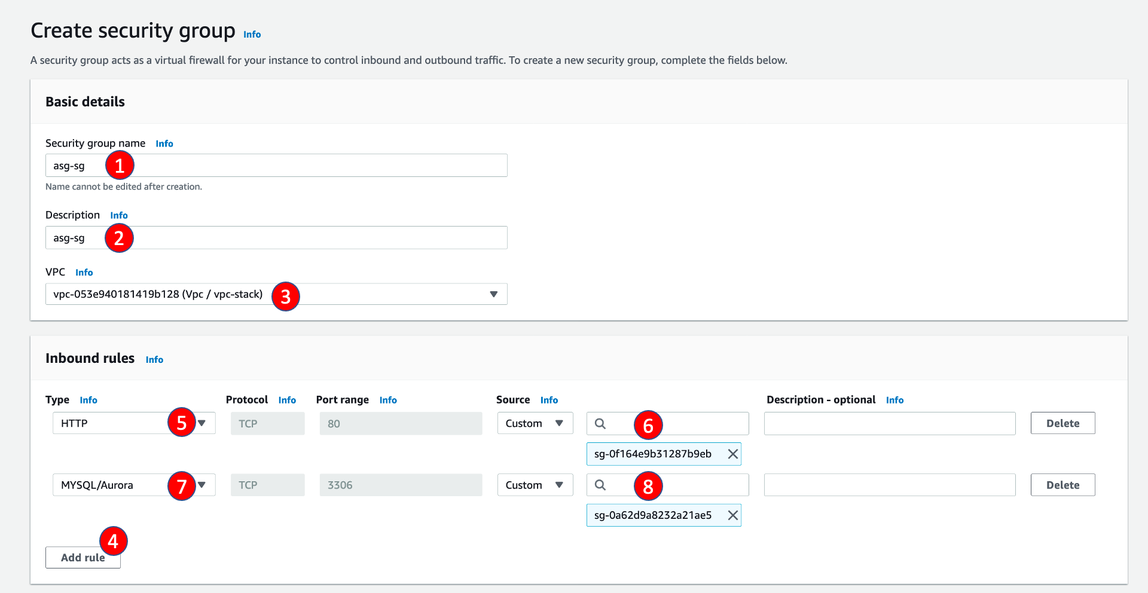 Create security group Info
A security group acts as a virtual firewall for your instance to control inbound and outbound traffic. To create a new security group, complete the fields below.
Basic details
Security group name Info
asg-sg 1
Name cannot be edited after creation.
Description Info
asg-sg 2
VPC Info
vpc-053e940181419b128 (Vpc / vpc-stack) 3
Inbound rules Info
Type Info Protocol Info Port range Info Source Info Description - optional Info
HTTP 5 TCP 80 Custom 6 Delete
sg-0f164e9b31287b9eb
MYSQL/Aurora 7 TCP 3306 Custom 8 Delete
sg-0a62d9a8232a21ae5
4
Add rule